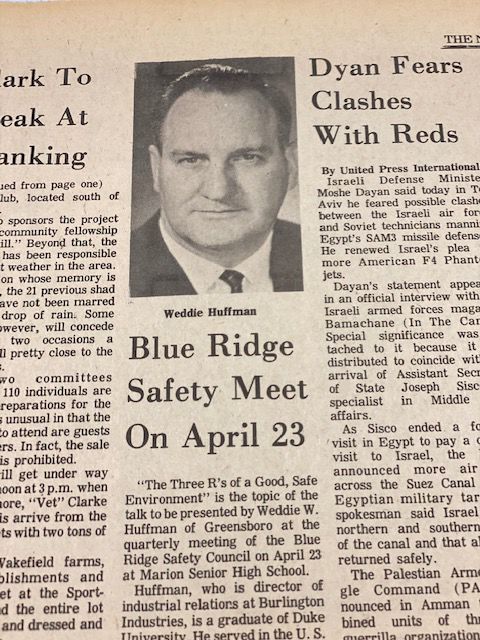 THE N
lark To
eak At
anking
ued from page one)
lub, located south of
o sponsors the project
community fellowship
ill." Beyond that, the
has been responsible
t weather in the area.
on whose memory is
, the 21 previous shad
ave not been marred
drop of rain. Some
owever, will concede
two occasions a
ll pretty close to the
s.
wo committees
110 individuals are
reparations for the
s unusual in that the
to attend are guests
ers. In fact, the sale
is prohibited.
ill get under way
noon at 3 p.m. when
more, "Vet" Clarke
is arrive from the
ts with two tons of
Wakefield farms,
blishments and
et at the Sport-
d the entire lot
and dressed and
Weddie Huffman
Blue Ridge
Safety Meet
On April 23
"The Three R's of a Good, Safe
Environment" is the topic of the
talk to be presented by Weddie W.
Huffman of Greensboro at the
quarterly meeting of the Blue
Ridge Safety Council on April 23
at Marion Senior High School.
Huffman, who is director of
industrial relations at Burlington
Industries, is a graduate of Duke
University. He served in the U. S.
Dyan Fears
Clashes
With Reds
By United Press International
Israeli Defense Ministe
Moshe Dayan said today in Te
Aviv he feared possible clashe
between the Israeli air forc
and Soviet technicians manni
Egypt's SAM3 missile defense
He renewed Israel's plea
more American F4 Phanto
jets.
Dayan's statement appea
in an official interview with
Israeli armed forces maga
Bamachane (In The Cam
Special significance was
tached to it because it
distributed to coincide with
arrival of Assistant Secr
of State Joseph Sisc
specialist in Middle
affairs.
As Sisco ended a fo
visit in Egypt to pay a c
visit to Israel, the
announced more air
across the Suez Canal
Egyptian military tar
spokesman said Israel
northern and southern
of the canal and that al
returned safely.
The Palestian Arme
gle Command (PA
nounced in Amman
bined units of th
guerrilla organization